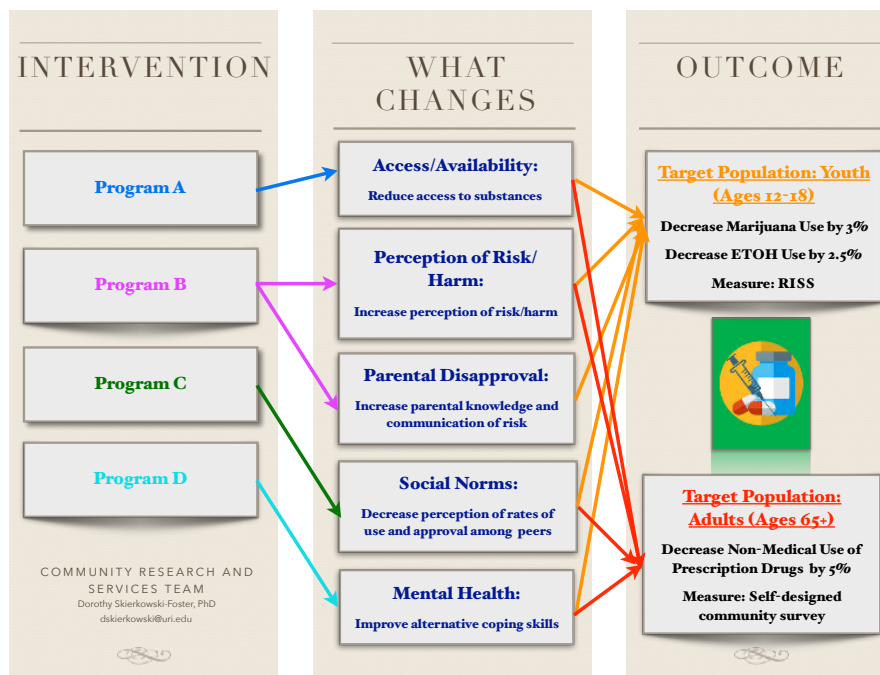 INTERVENTION
Program A
Program B
Program C
Program D
COMMUNITY RESEARCH AND
SERVICES TEAM
Dorothy Skierkowski-Foster, PhD
dskierkowski@uri.edu
WHAT
CHANGES
Access/Availability:
Reduce access to substances
Perception of Risk/
Harm:
Increase perception of risk/harm
Parental Disapproval:
Increase parental knowledge and
communication of risk
Social Norms:
Decrease perception of rates of
use and approval among peers
Mental Health:
Improve alternative coping skills
OUTCOME
Target Population: Youth
(Ages 12-18)
Decrease Marijuana Use by 3%
Decrease ETOH Use by 2.5%
Measure: RISS
Target Population:
Adults (Ages 65+)
Decrease Non-Medical Use of
Prescription Drugs by 5%
Measure: Self-designed
community survey